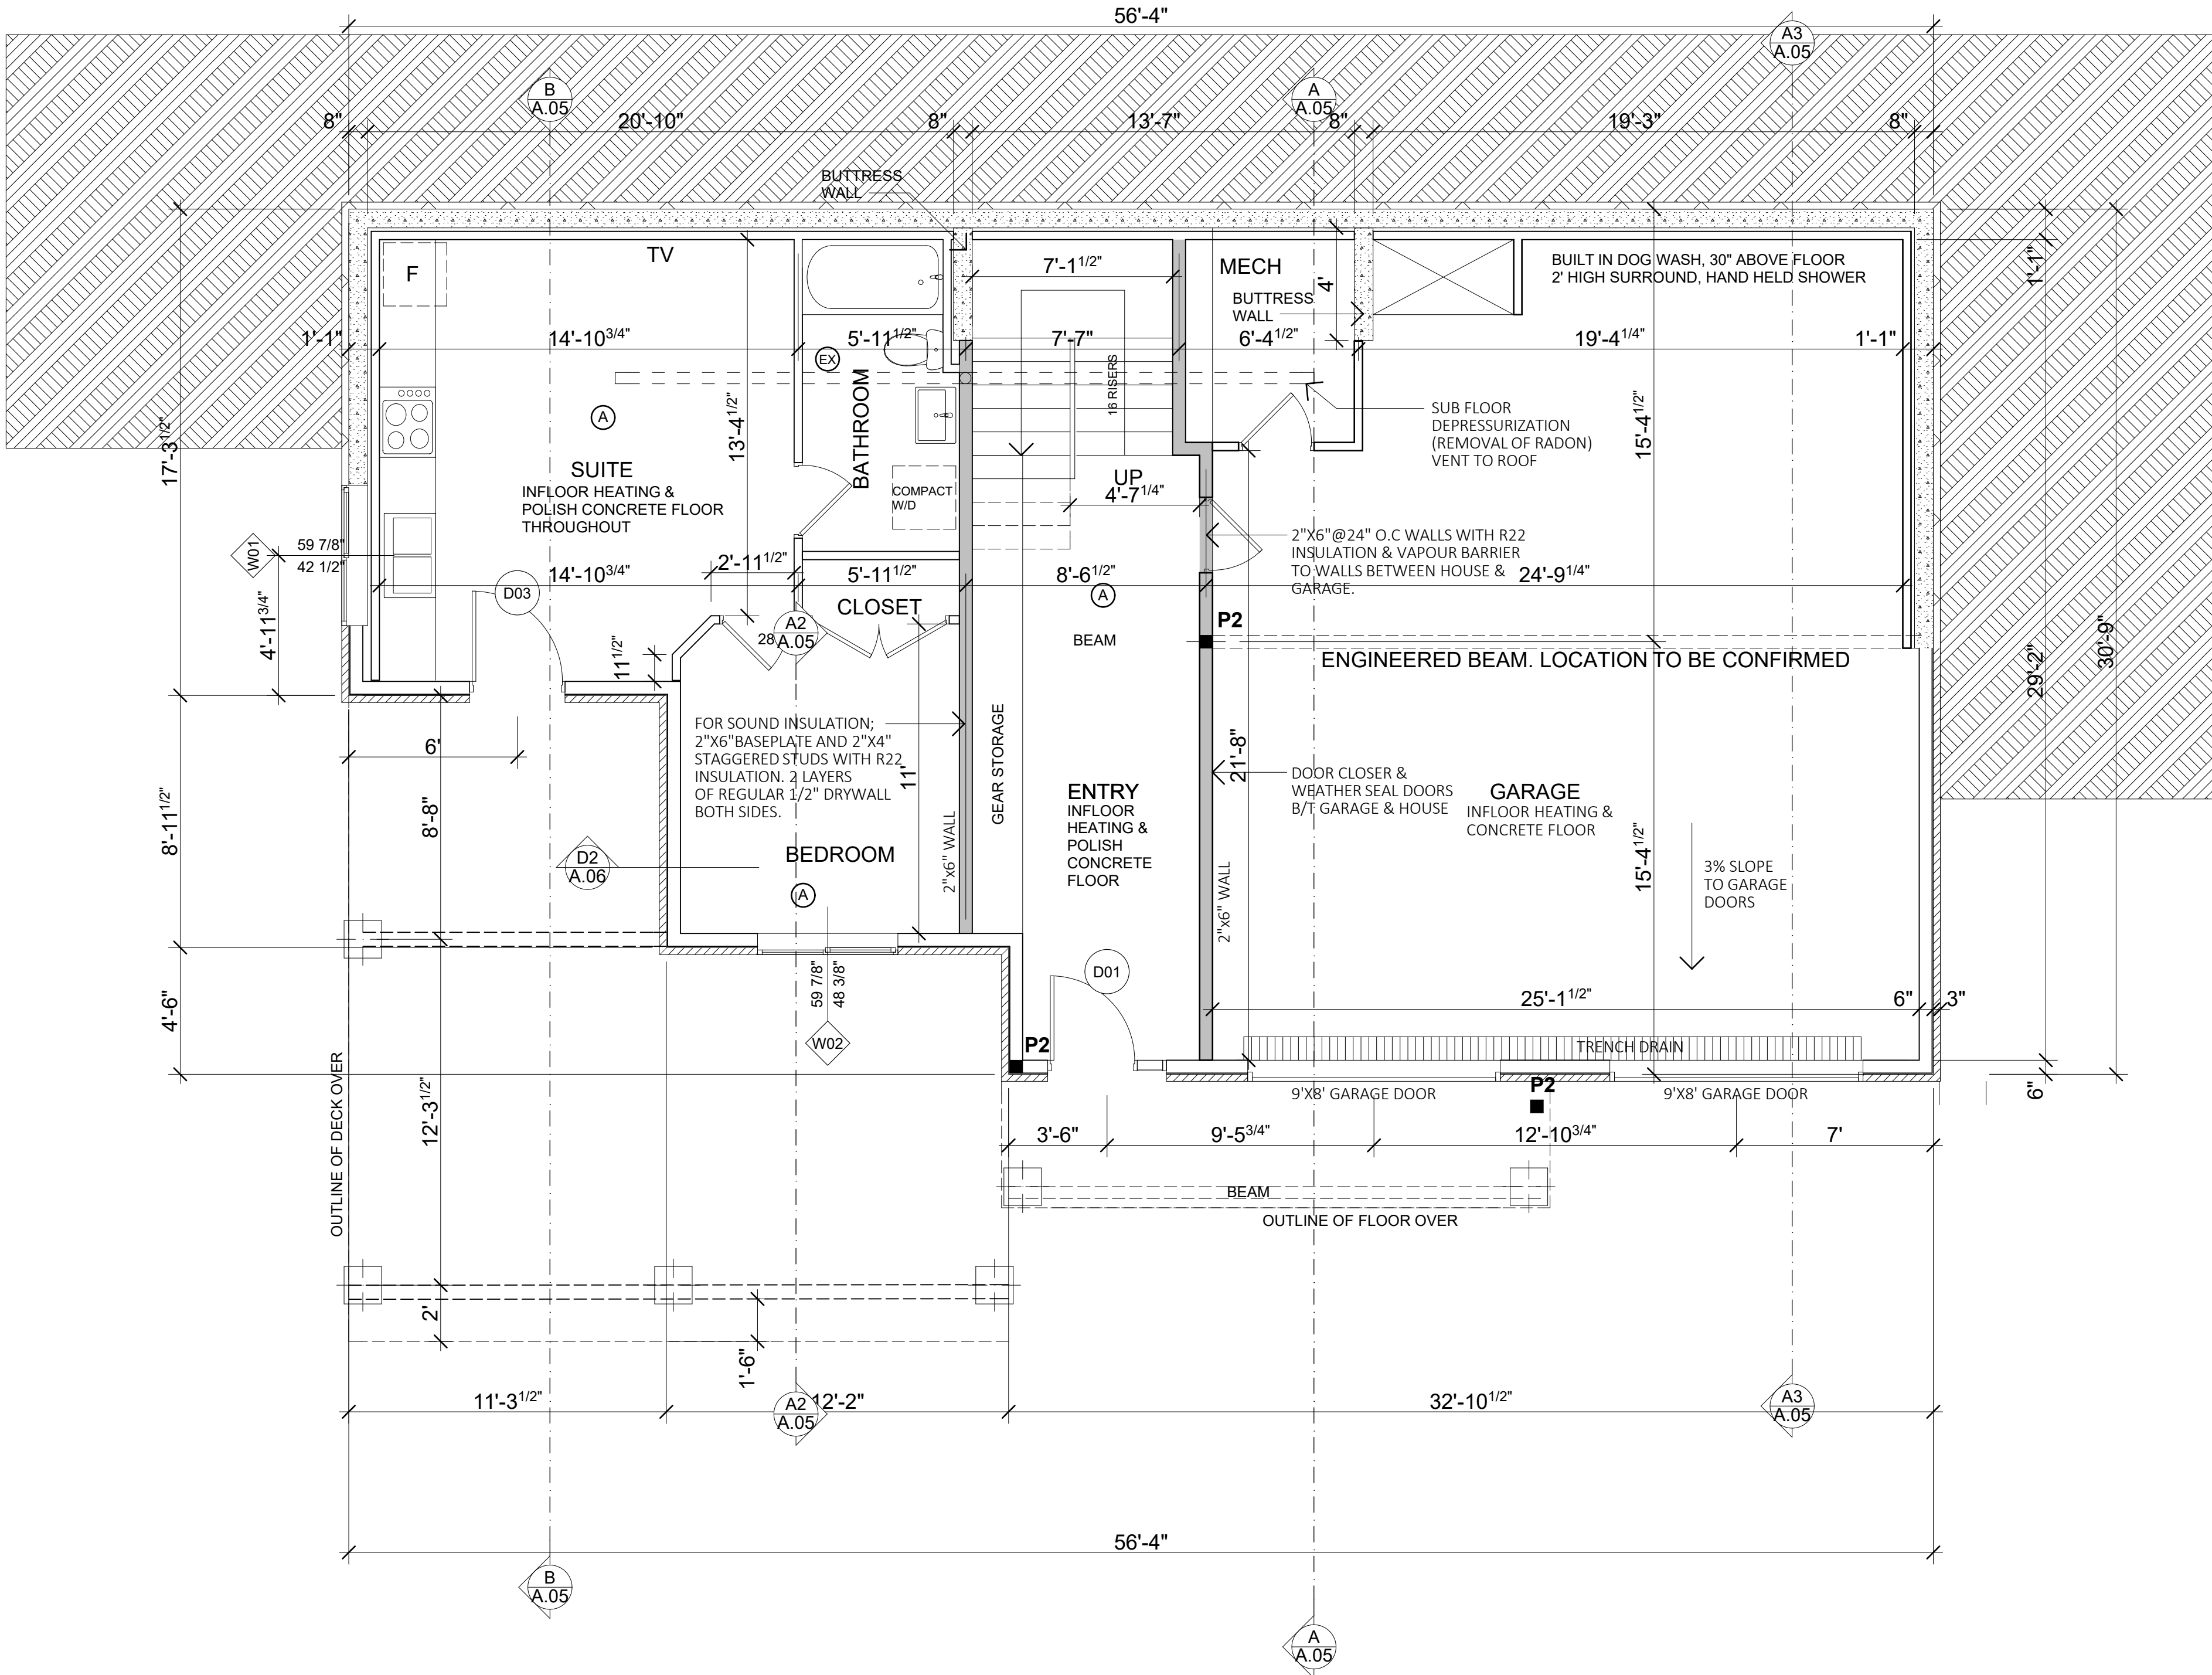 56'-4"
A3
A.05
B
A.05
A
A.05
8"
20'-10"
8"
13'-7"
8"
19'-3"
8"
BUTTRESS
WALL
F
TV
7'-1 1/2"
MECH
4'
BUTTRESS
WALL
BUILT IN DOG WASH, 30" ABOVE FLOOR
2' HIGH SURROUND, HAND HELD SHOWER
1'-1"
1'-1"
14'-10 3/4"
5'-11 1/2"
7'-7"
6'-4 1/2"
19'-4 1/4"
1'-1"
EX
16 RISERS
A
BATHROOM
13'-4 1/2"
17'-3 1/2"
SUB FLOOR
DEPRESSURIZATION
(REMOVAL OF RADON)
VENT TO ROOF
15'-4 1/2"
SUITE
INFLOOR HEATING &
POLISH CONCRETE FLOOR
THROUGHOUT
COMPACT
W/D
UP
4'-7 1/4"
W01
59 7/8"
42 1/2"
2"X6"@24" O.C WALLS WITH R22
INSULATION & VAPOUR BARRIER
TO WALLS BETWEEN HOUSE &
GARAGE.
2'-11 1/2"
14'-10 3/4"
5'-11 1/2"
8'-6 1/2"
24'-9 1/4"
D03
CLOSET
A
4'-11 3/4"
28
A2
A.05
BEAM
P2
11 1/2"
ENGINEERED BEAM. LOCATION TO BE CONFIRMED
29'-2"
30'-9"
FOR SOUND INSULATION;
2"X6"BASEPLATE AND 2"X4"
STAGGERED STUDS WITH R22
INSULATION. 2 LAYERS
OF REGULAR 1/2" DRYWALL
BOTH SIDES.
11'
6'
GEAR STORAGE
21'-8"
8'-8"
8'-11 1/2"
ENTRY
INFLOOR
HEATING &
POLISH
CONCRETE
FLOOR
DOOR CLOSER &
WEATHER SEAL DOORS
B/T GARAGE & HOUSE
GARAGE
INFLOOR HEATING &
CONCRETE FLOOR
15'-4 1/2"
3% SLOPE
TO GARAGE
DOORS
BEDROOM
2"x6" WALL
2"x6" WALL
D2
A.06
A
4'-6"
59 7/8"
48 3/8"
W02
D01
25'-1 1/2"
6"
3"
P2
TRENCH DRAIN
9'X8' GARAGE DOOR
P2
9'X8' GARAGE DOOR
6"
OUTLINE OF DECK OVER
12'-3 1/2"
3'-6"
9'-5 3/4"
12'-10 3/4"
7'
BEAM
OUTLINE OF FLOOR OVER
2'
1'-6"
11'-3 1/2"
A2
A.05
12'-2"
32'-10 1/2"
A3
A.05
56'-4"
B
A.05
A
A.05